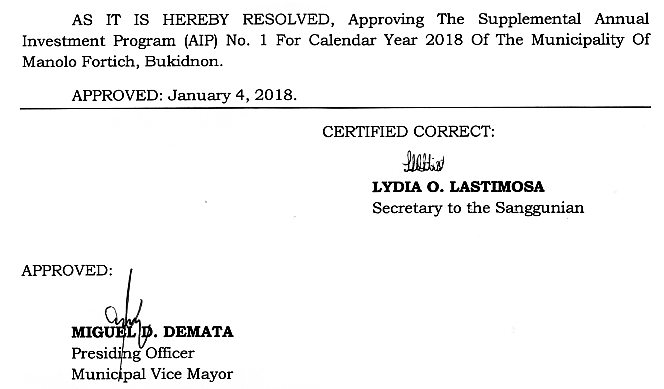 AS IT IS HEREBY RESOLVED, Approving The Supplemental Annual
Investment Program (AIP) No. 1 For Calendar Year 2018 Of The Municipality Of
Manolo Fortich, Bukidnon.
APPROVED: January 4, 2018.
CERTIFIED CORRECT:
LYDIA O. LASTIMOSA
Secretary to the Sanggunian
APPROVED:
MIGUEL D. DEMATA
Presiding Officer
Municipal Vice Mayor